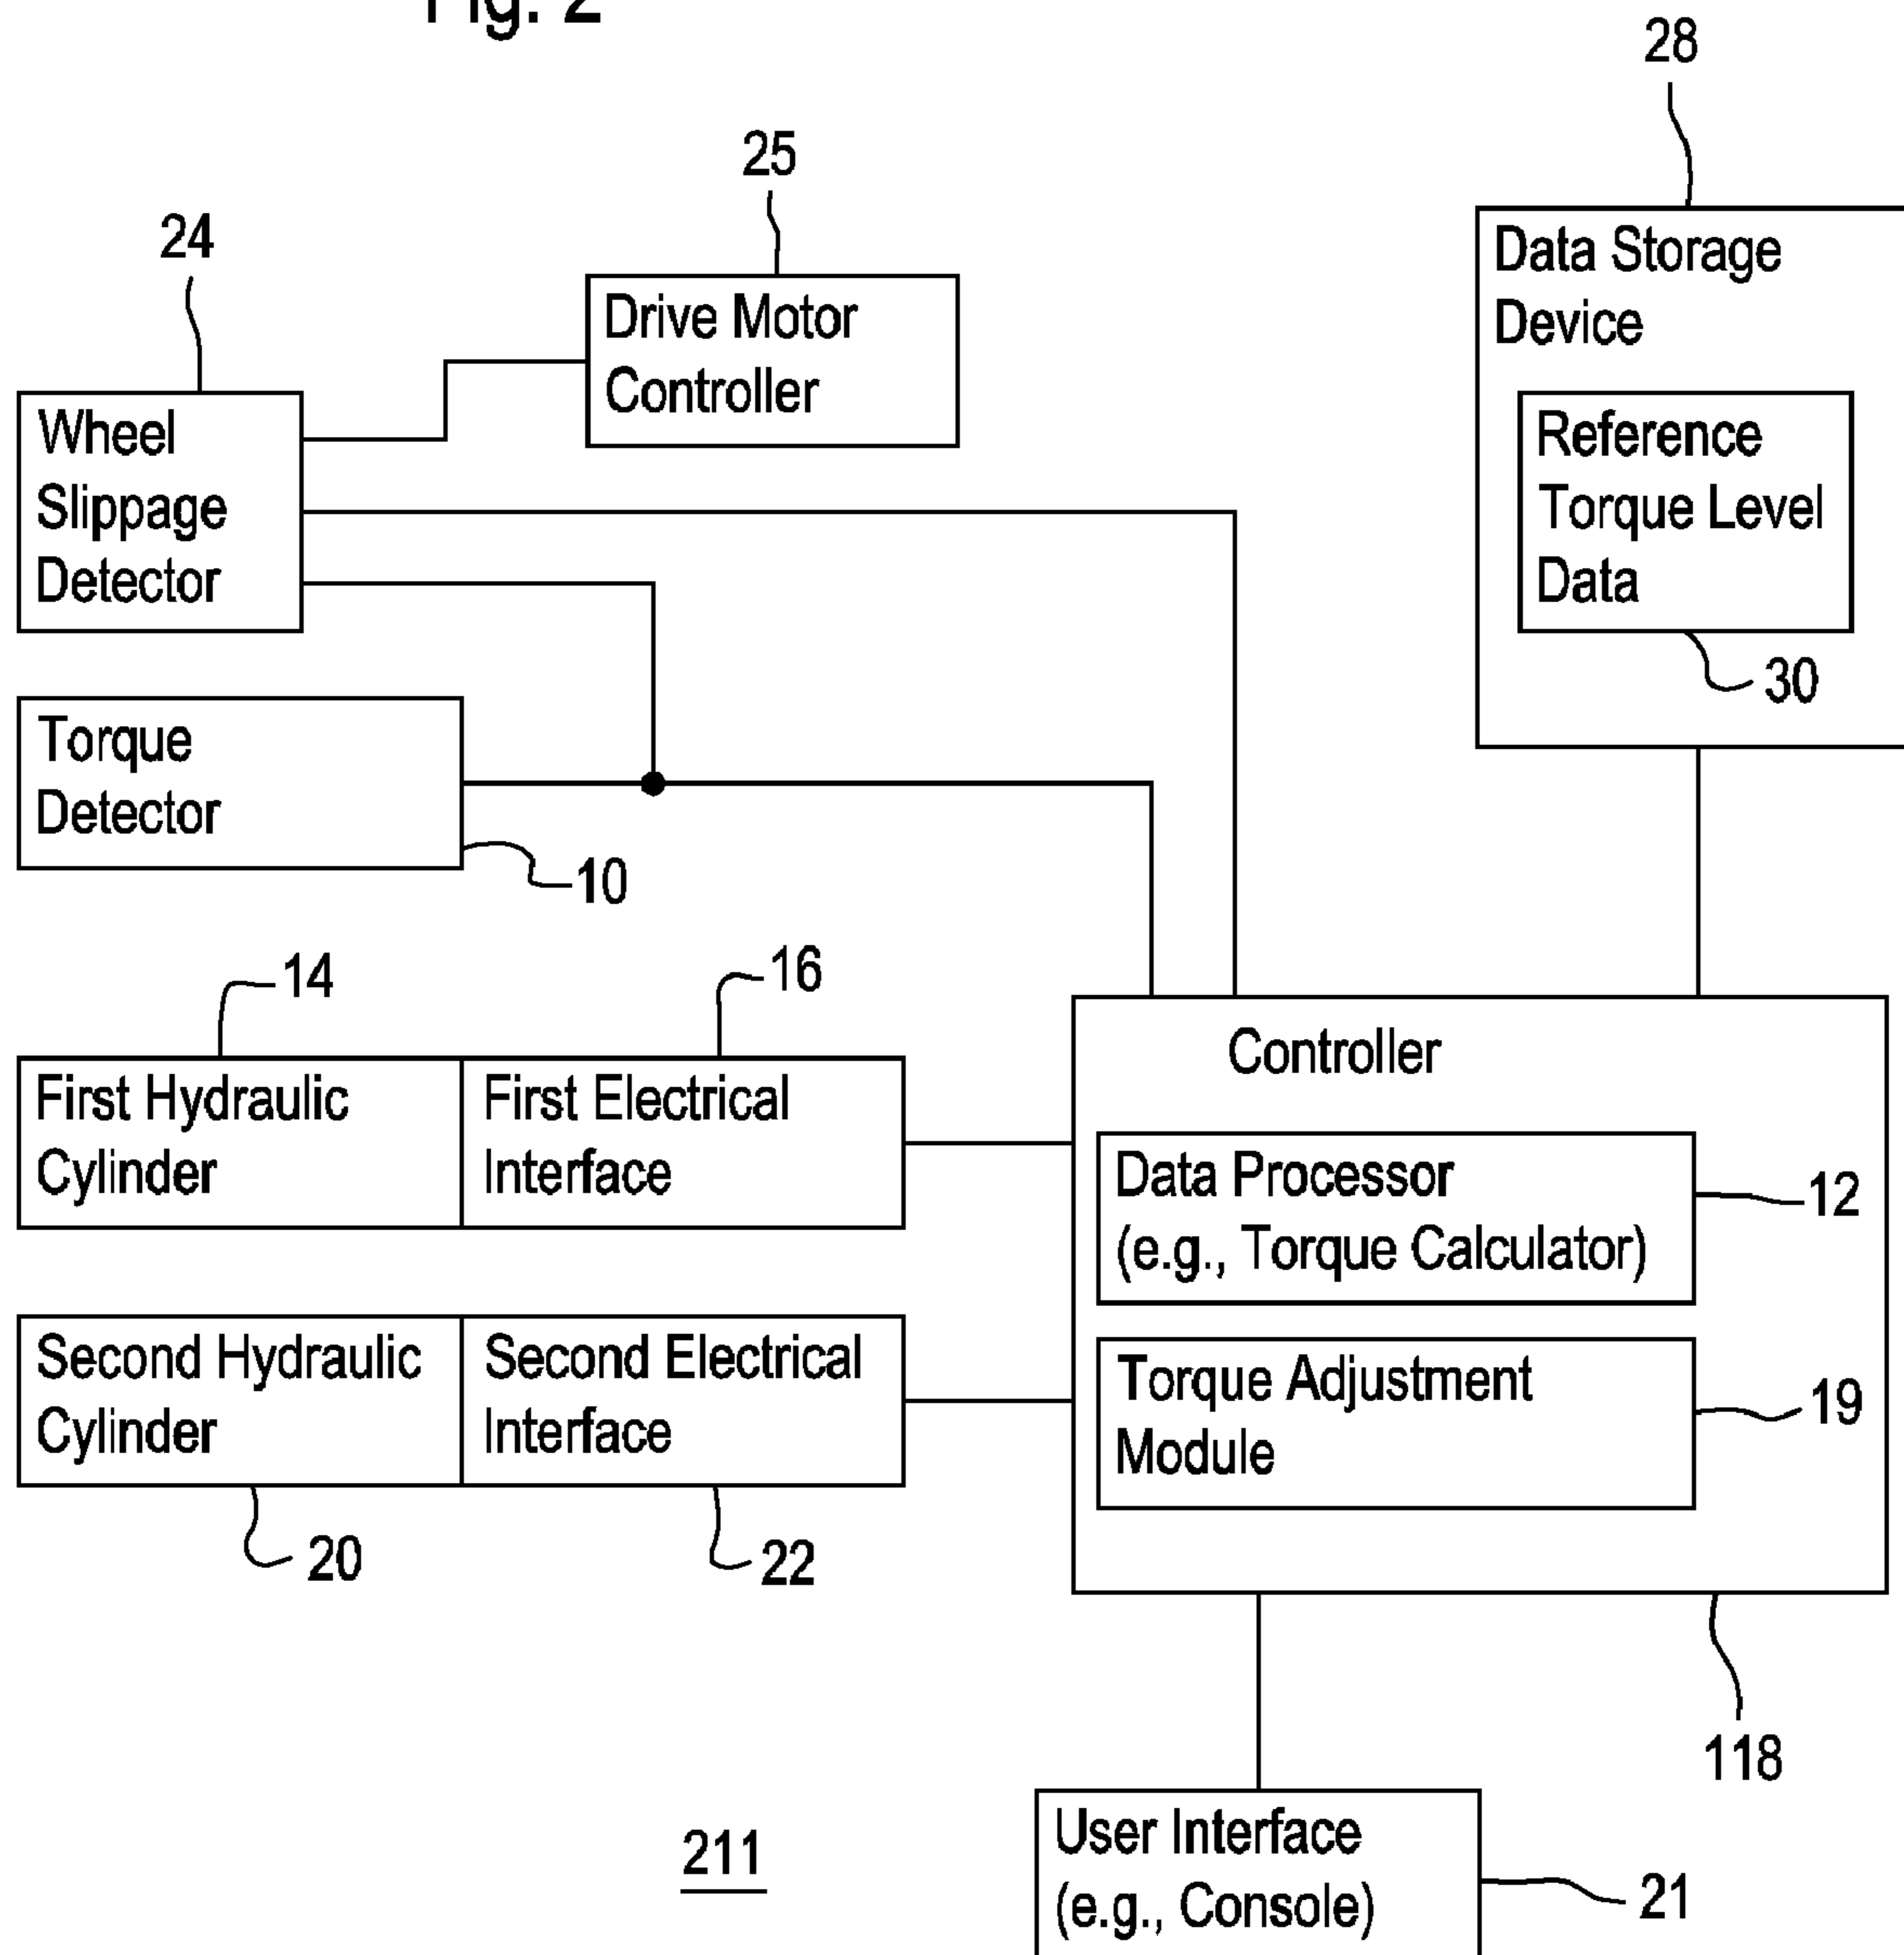 Fig. 2
28
25
24
Data Storage
Device
Drive Motor
Controller
Wheel
Slippage
Detector
Reference
Torque Level
Data
30
Torque
Detector
10
14
16
Controller
First Hydraulic
Cylinder
First Electrical
Interface
Data Processor
(e.g., Torque Calculator)
12
Second Hydraulic
Cylinder
Second Electrical
Interface
Torque Adjustment
Module
19
20
22
118
211
User Interface
(e.g., Console)
21